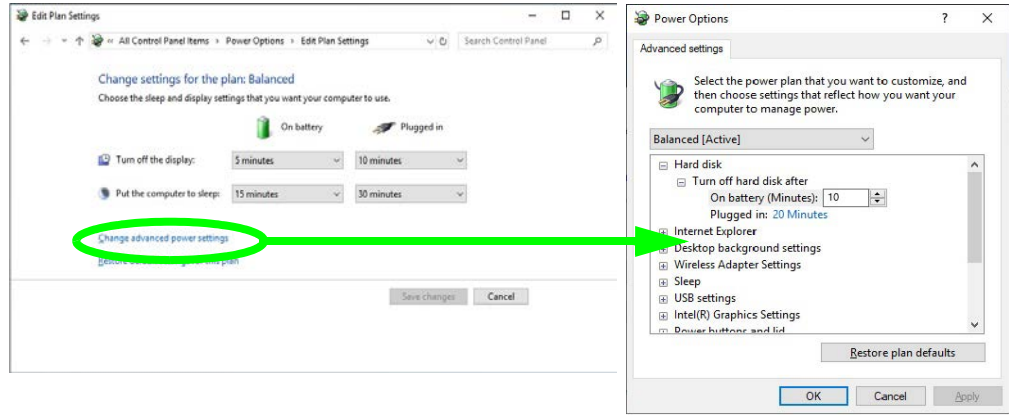 Edit Plan Settings
« All Control Panel Items › Power Options › Edit Plan Settings
Search Control Panel
Change settings for the plan: Balanced
Choose the sleep and display settings that you want your computer to use.
On battery
Plugged in
Turn off the display: 5 minutes 10 minutes
Put the computer to sleep: 15 minutes 30 minutes
Change advanced power settings
plan
Save changes Cancel
Power Options
Advanced settings
Select the power plan that you want to customize, and
then choose settings that reflect how you want your
computer to manage power.
Balanced [Active]
Hard disk
Turn off hard disk after
On battery (Minutes): 10
Plugged in: 20 Minutes
Internet Explorer
Desktop background settings
Wireless Adapter Settings
Sleep
USB settings
Intel(R) Graphics Settings
Power buttons and lid
Restore plan defaults
OK Cancel Apply